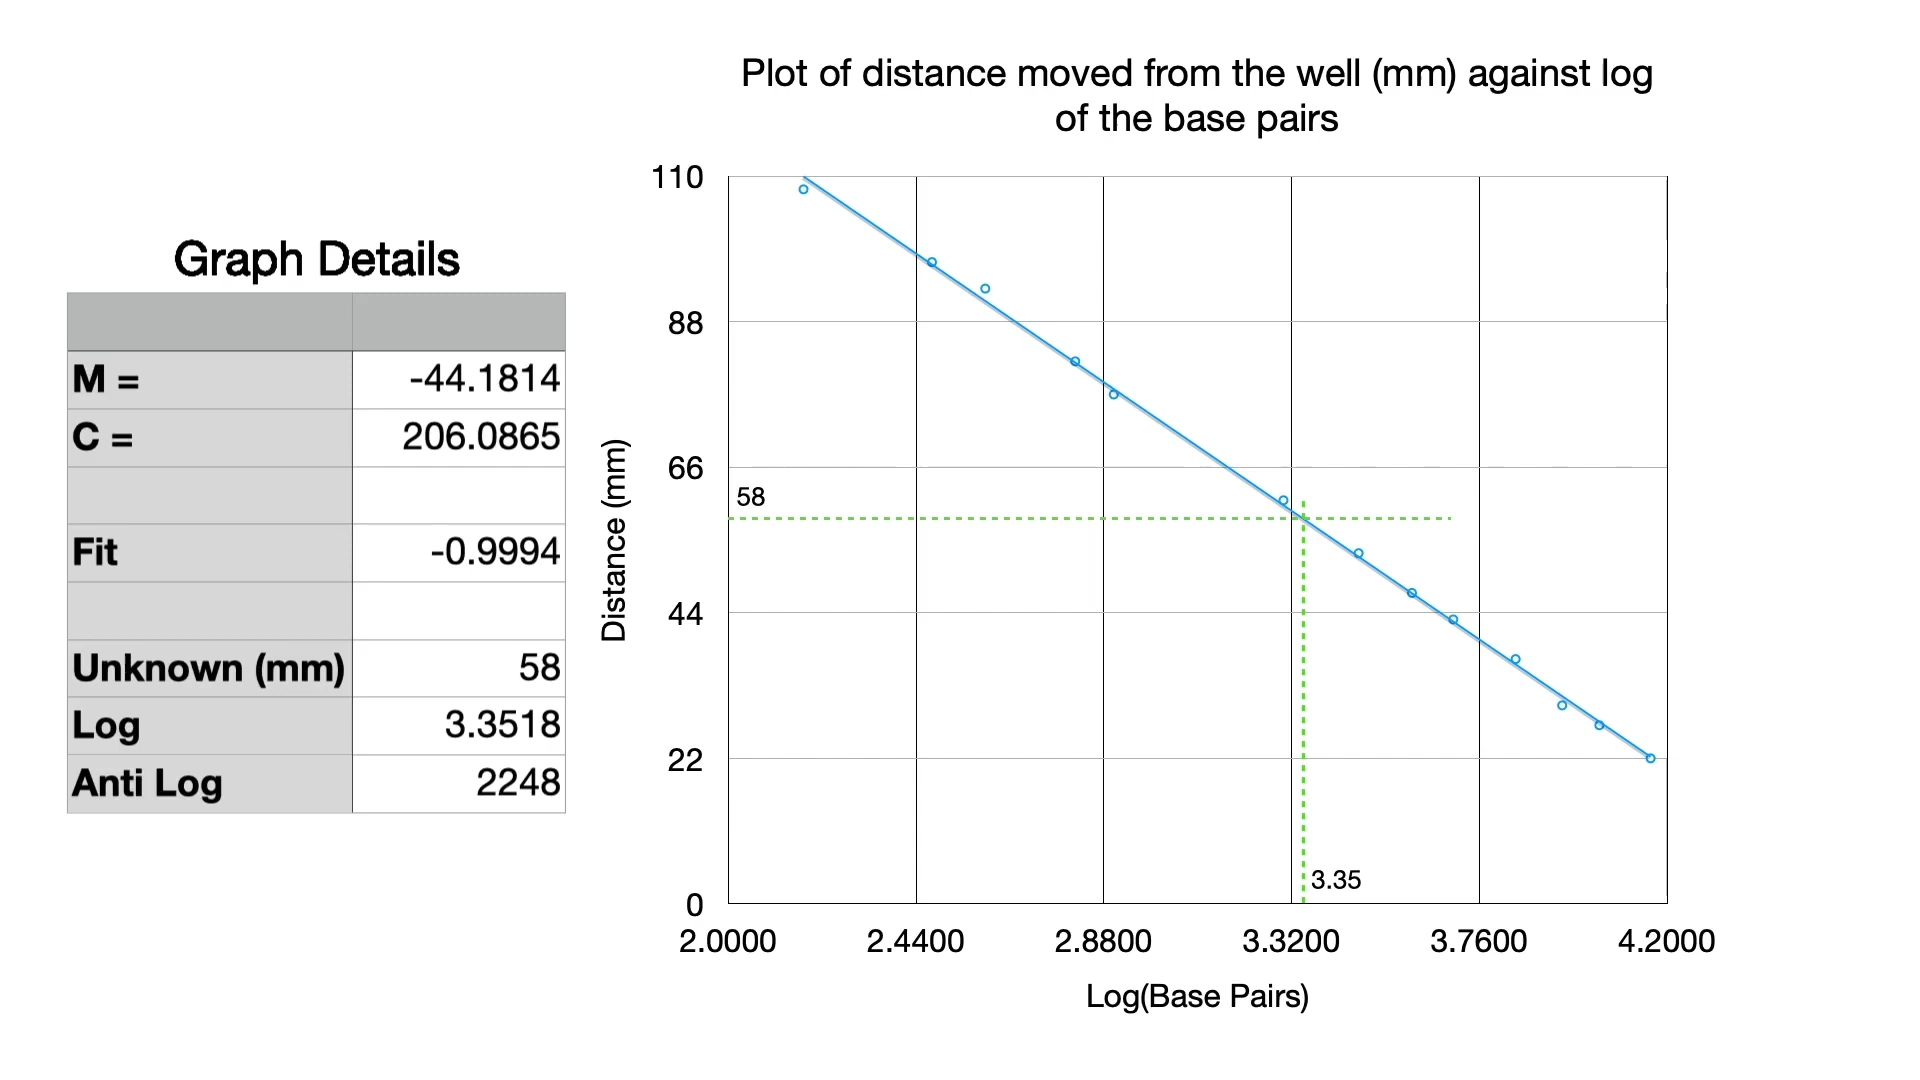 Plot of distance moved from the well (mm) against log
of the base pairs
Graph Details
M = -44.1814
C = 206.0865
Fit -0.9994
Unknown (mm) 58
Log 3.3518
Anti Log 2248
Distance (mm)
110
88
66
58
44
22
0
3.35
2.0000 2.4400 2.8800 3.3200 3.7600 4.2000
Log(Base Pairs)